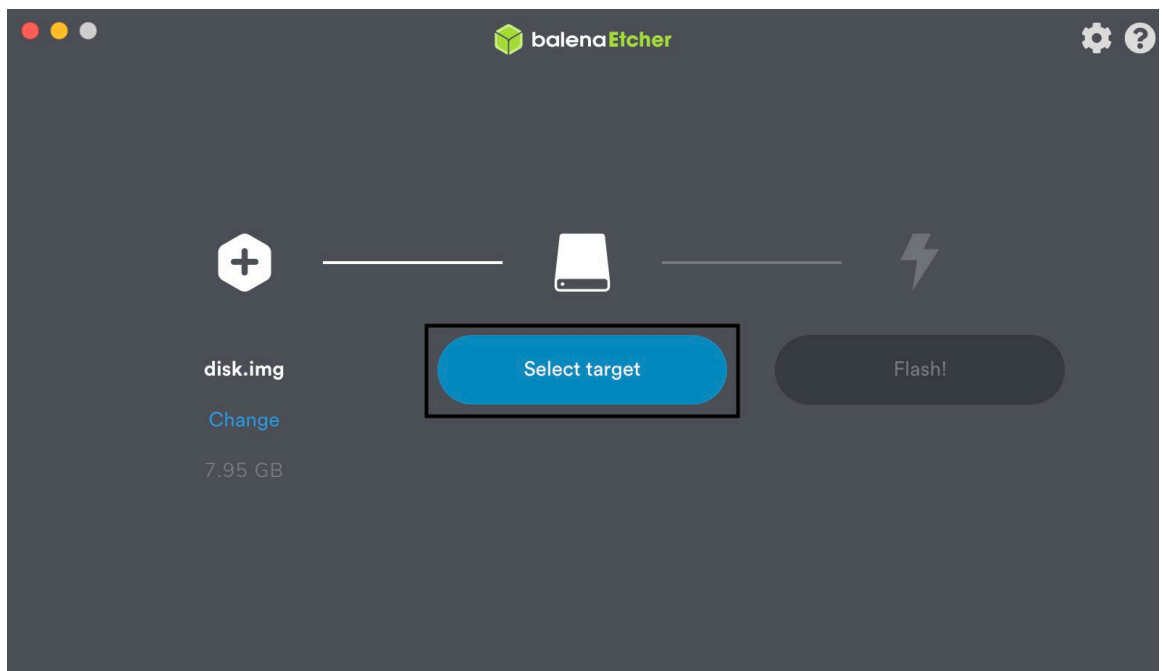 balenaEtcher
disk.img
Select target
Flash!
Change
7.95 GB